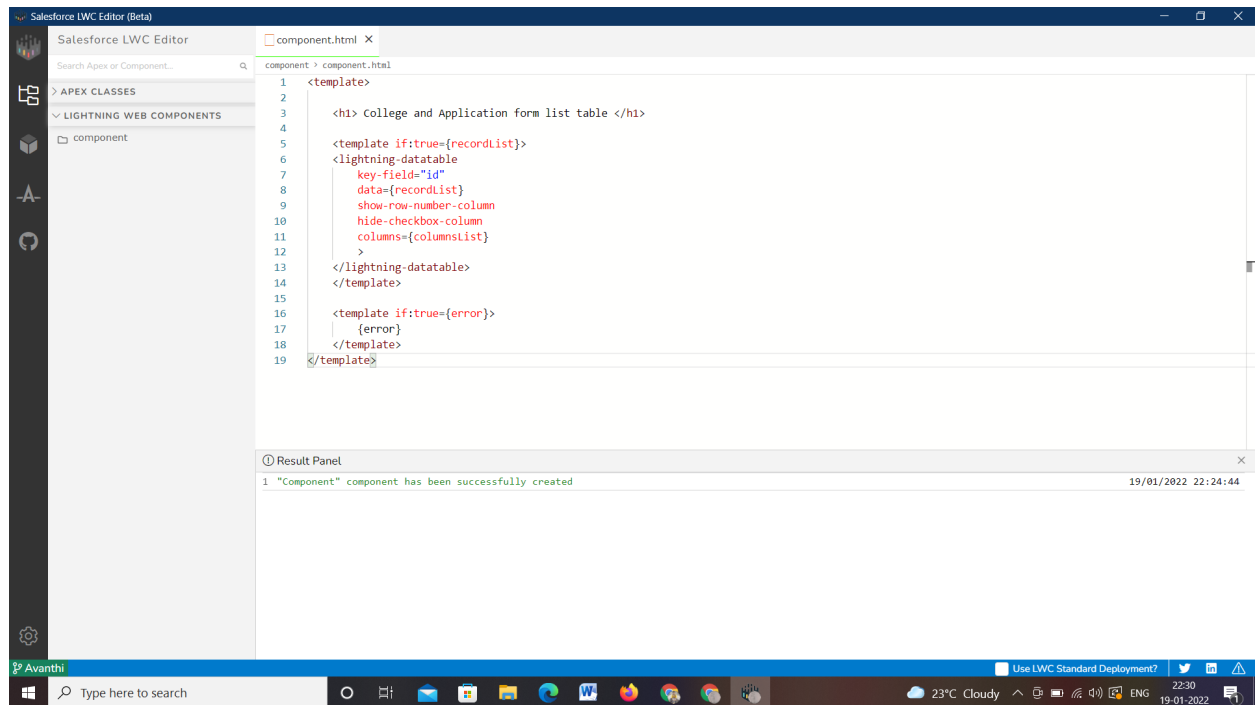 Salesforce LWC Editor (Beta)
Salesforce LWC Editor
component.html
Search Apex or Component...
component > component.html
APEX CLASSES
LIGHTNING WEB COMPONENTS
component
1 <template>
2
3 <h1> College and Application form list table </h1>
4
5 <template if:true={recordList}>
6 <lightning-datatable
7 key-field="id"
8 data={recordList}
9 show-row-number-column
10 hide-checkbox-column
11 columns={columnsList}
12 >
13 </lightning-datatable>
14 </template>
15
16 <template if:true={error}>
17 {error}
18 </template>
19 </template>
Result Panel
1 "Component" component has been successfully created 19/01/2022 22:24:44
Avanthi
Use LWC Standard Deployment?
Type here to search
23°C Cloudy
ENG
22:30
19-01-2022
1